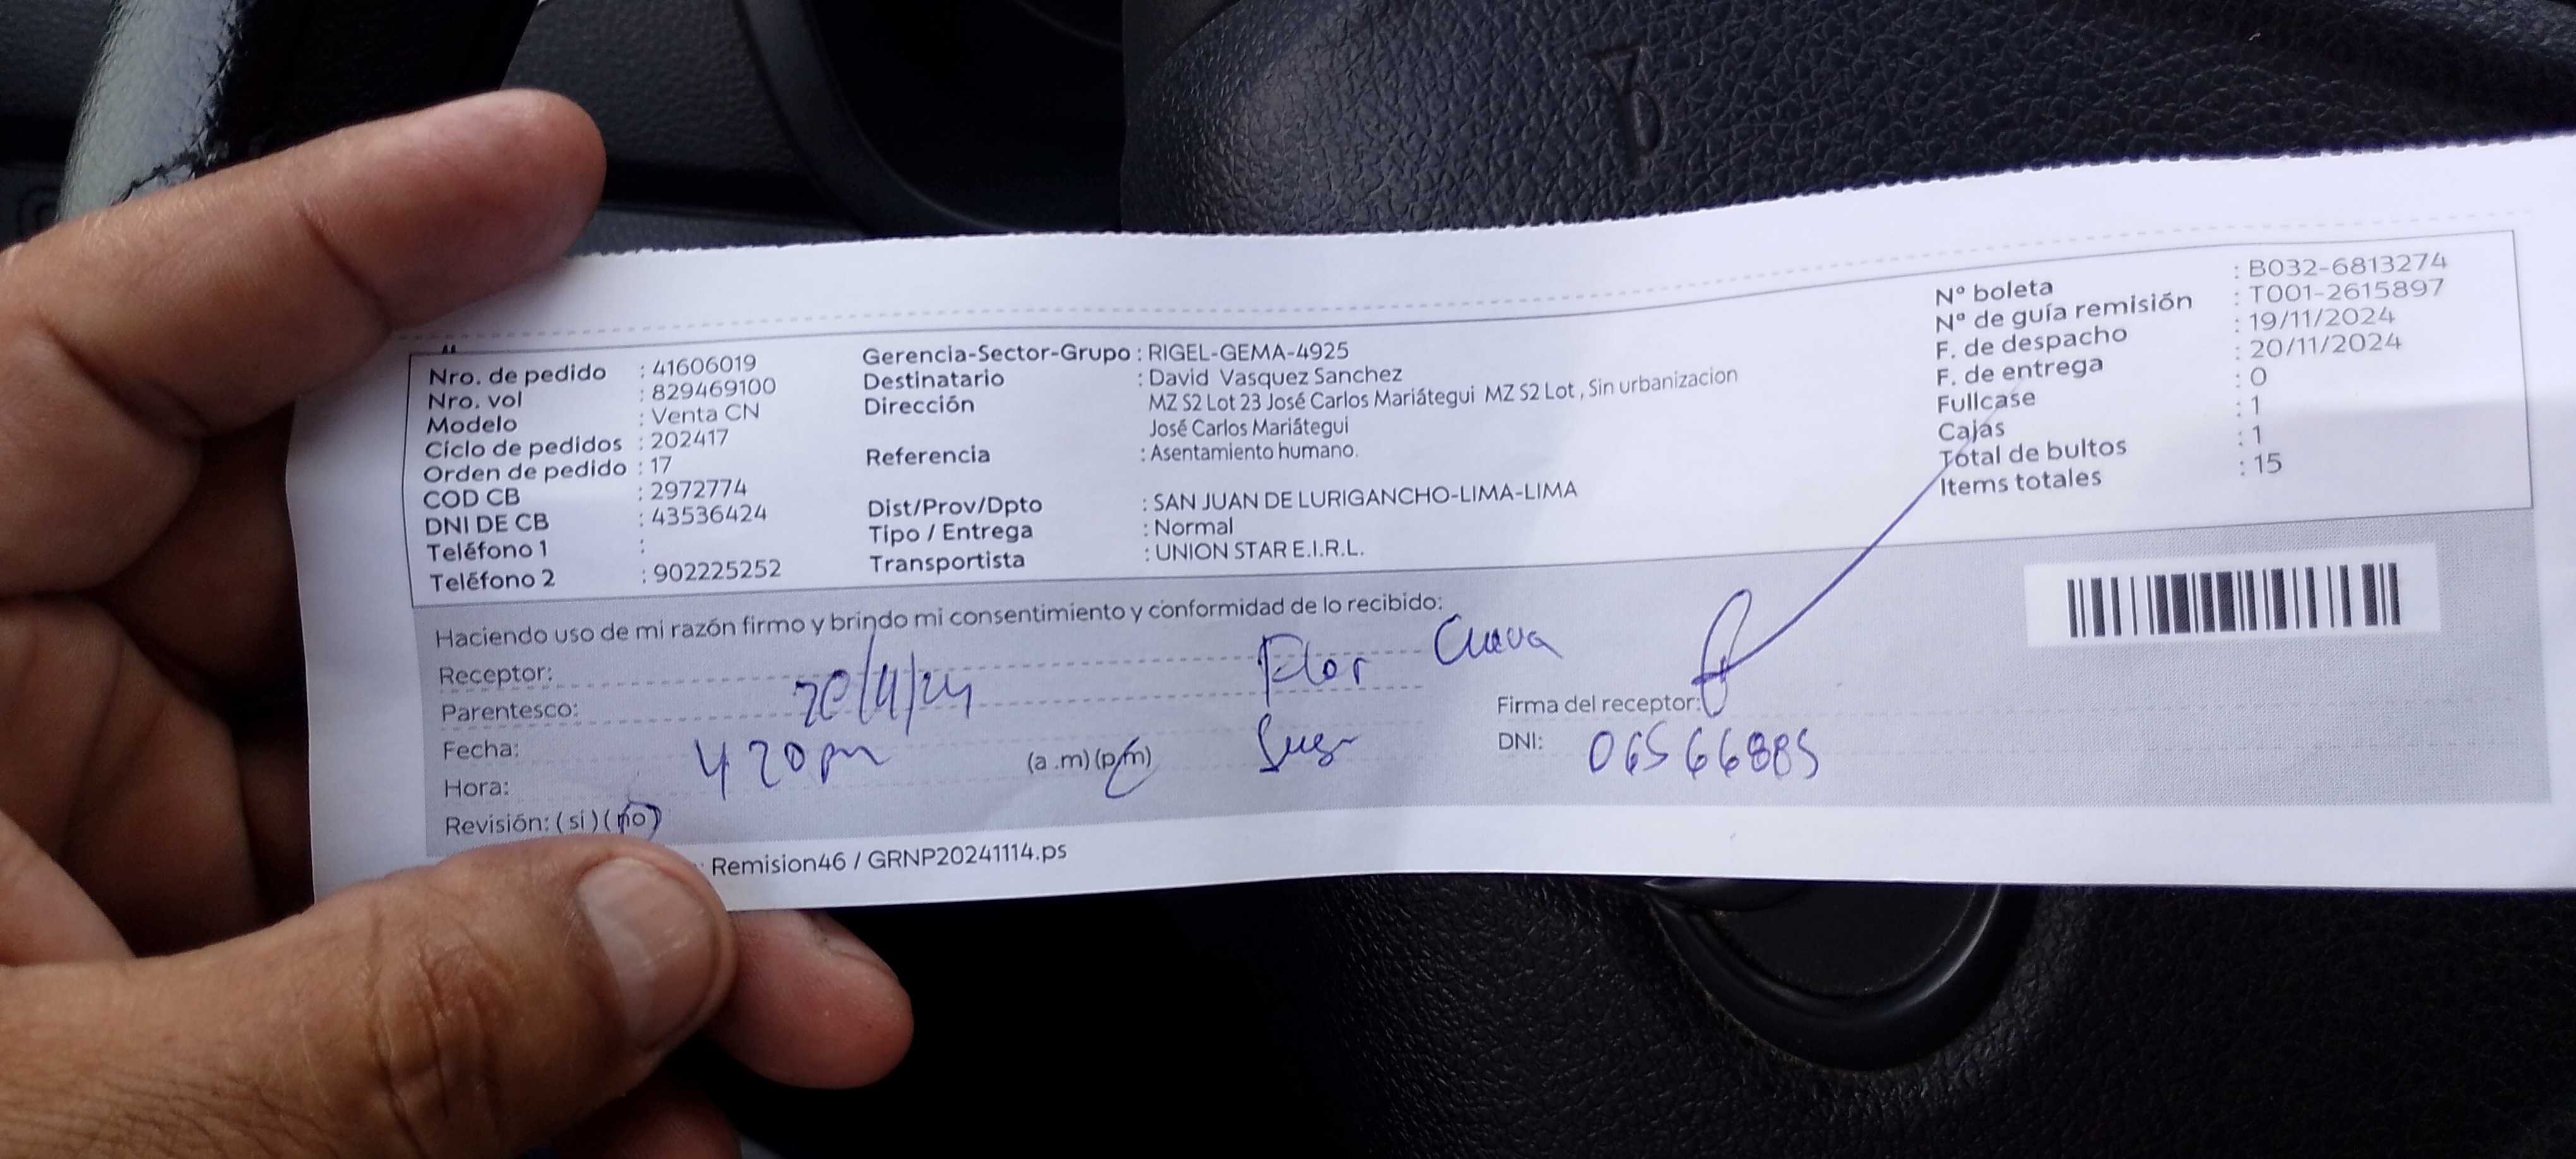 Nro. de pedido : 41606019
Nro. vol : 829469100
Modelo : Venta CN
Ciclo de pedidos : 202417
Orden de pedido : 17
COD CB : 2972774
DNI DE CB : 43536424
Teléfono 1 :
Teléfono 2 : 902225252
Gerencia-Sector-Grupo : RIGEL-GEMA-4925
Destinatario : David Vasquez Sanchez
Dirección MZ S2 Lot 23 José Carlos Mariátegui MZ S2 Lot , Sin urbanizacion
José Carlos Mariátegui
Referencia : Asentamiento humano.
Dist/Prov/Dpto : SAN JUAN DE LURIGANCHO-LIMA-LIMA
Tipo / Entrega : Normal
Transportista : UNION STAR E.I.R.L.
Nº boleta : B032-6813274
Nº de guía remisión : T001-2615897
F. de despacho : 19/11/2024
F. de entrega : 20/11/2024
Fullcase : 0
Cajas : 1
Total de bultos : 1
Items totales : 15
Haciendo uso de mi razón firmo y brindo mi consentimiento y conformidad de lo recibido:
Receptor: Flor Cueva
Parentesco: 20/11/24
Firma del receptor:
Fecha:
Hora: 4 20 pm (a .m) (p.m)
DNI: 06566885
Revisión: ( si ) ( no )
: Remision46 / GRNP20241114.ps